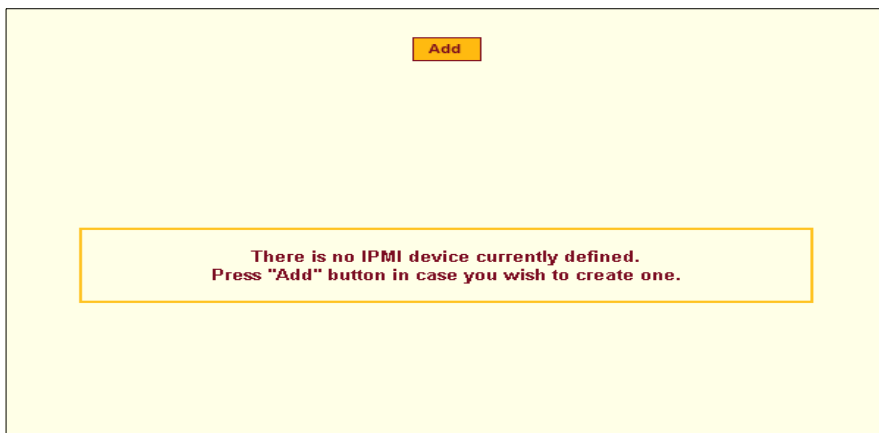 Add
There is no IPMI device currently defined.
Press "Add" button in case you wish to create one.